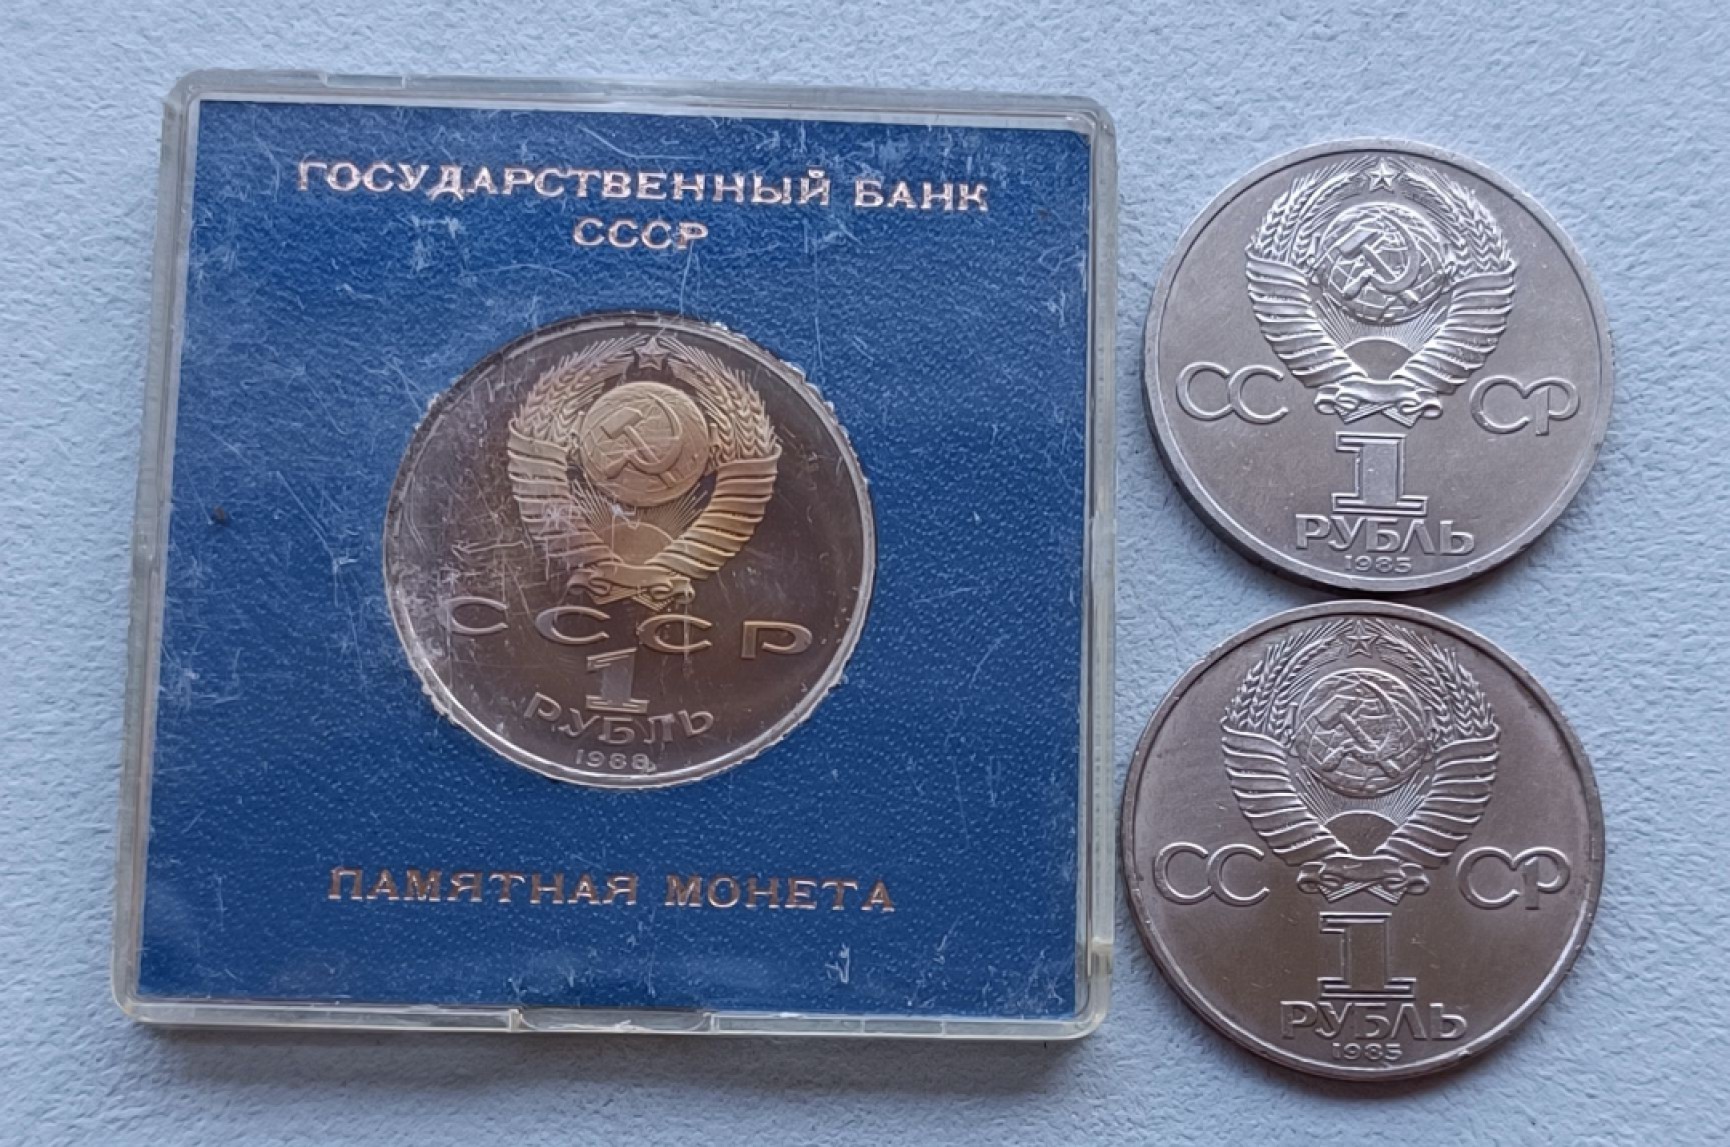 ГОСУДАРСТВЕННЫЙ БАНК
СССР
СССР
1
РУБЛЬ
1988
ПАМЯТНАЯ МОНЕТА
СС СР
1
РУБЛЬ
1985
СС СР
1
РУБЛЬ
1985